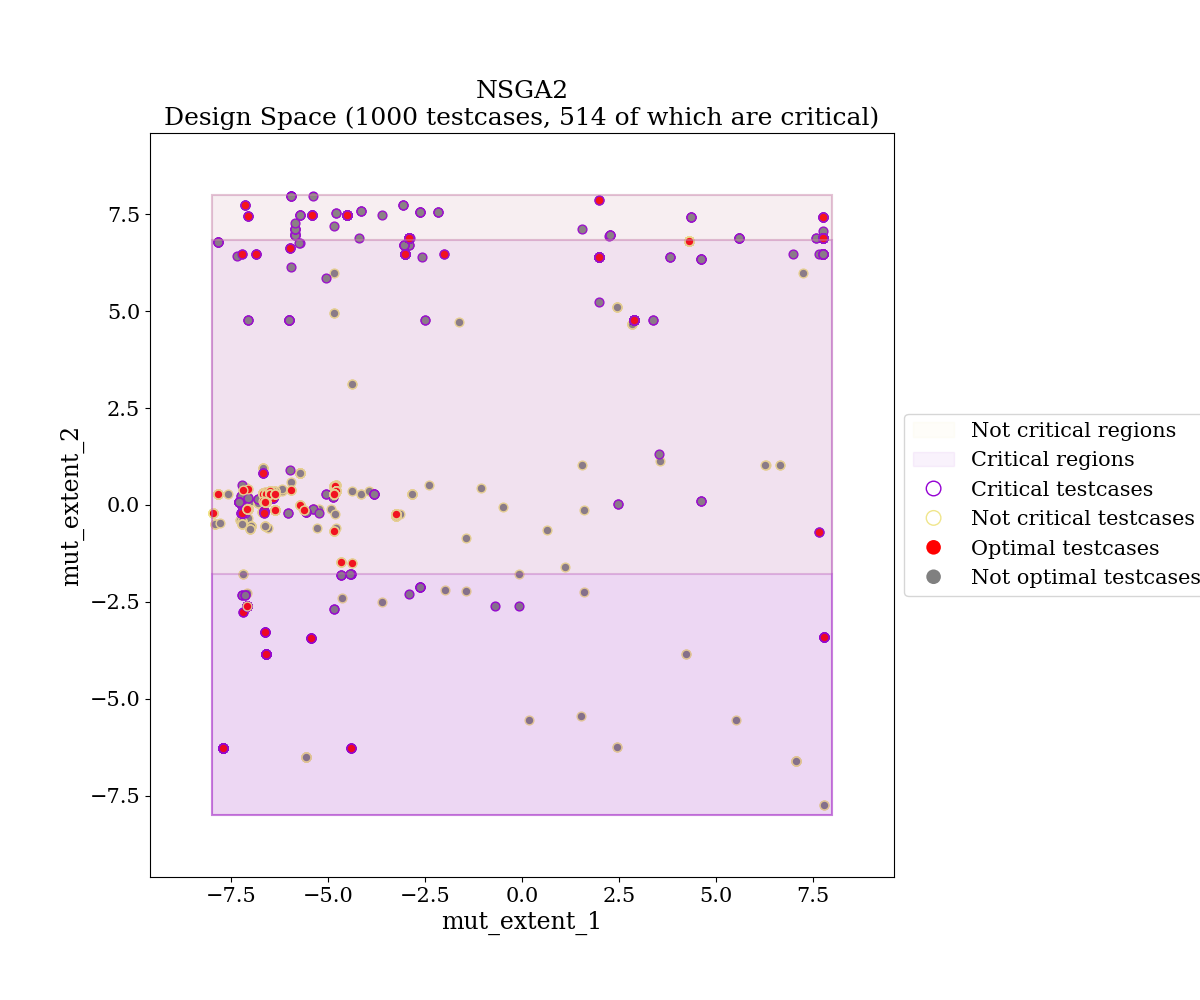 NSGA2
Design Space (1000 testcases, 514 of which are critical)
7.5
5.0
2.5
0.0
−2.5
−5.0
−7.5
mut_extent_2
−7.5
−5.0
−2.5
0.0
2.5
5.0
7.5
mut_extent_1
Not critical regions
Critical regions
Critical testcases
Not critical testcases
Optimal testcases
Not optimal testcases